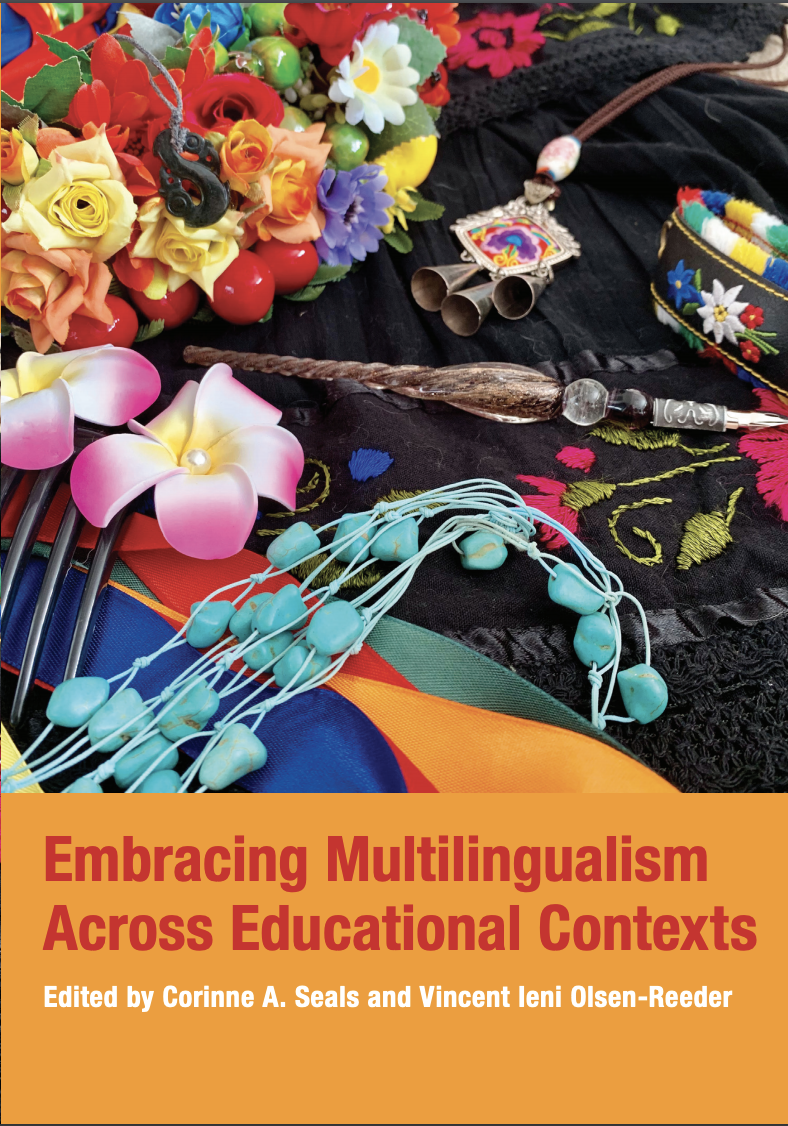 Embracing Multilingualism
Across Educational Contexts
Edited by Corinne A. Seals and Vincent Ieni Olsen-Reeder